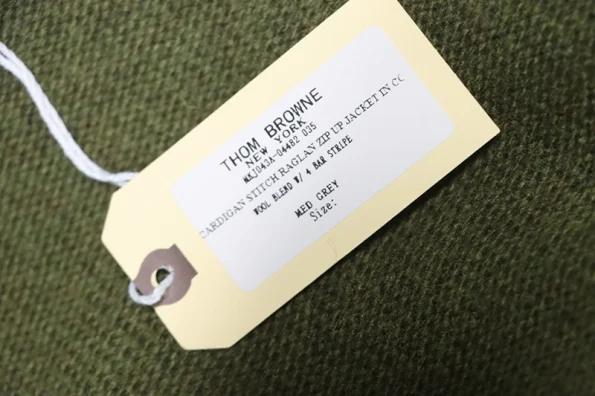 THOM BROWNE
NEW YORK
MKJ043A-04482 035
CARDIGAN STITCH RAGLAN ZIP UP JACKET IN CO
WOOL BLEND W/ 4 BAR STRIPE
MED GREY
Size: